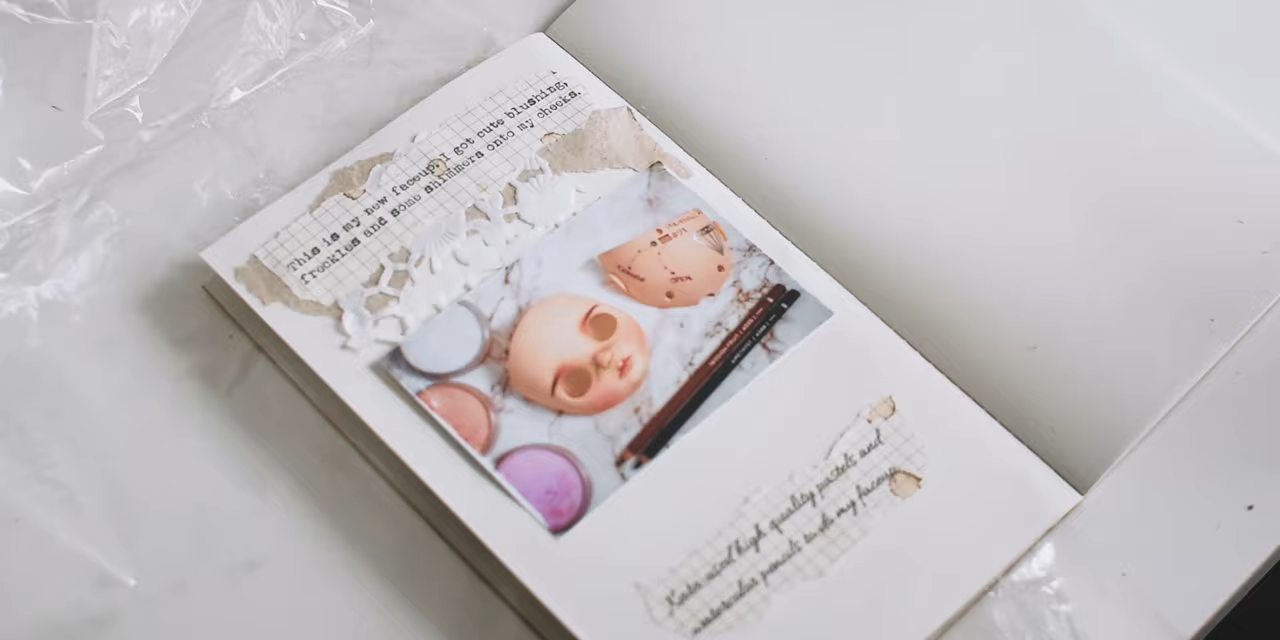 This is my new faceup. I got cute blushing,
freckles and some shimmers onto my cheeks.
used high quality pastels and
watercolor pencils to do my faceup